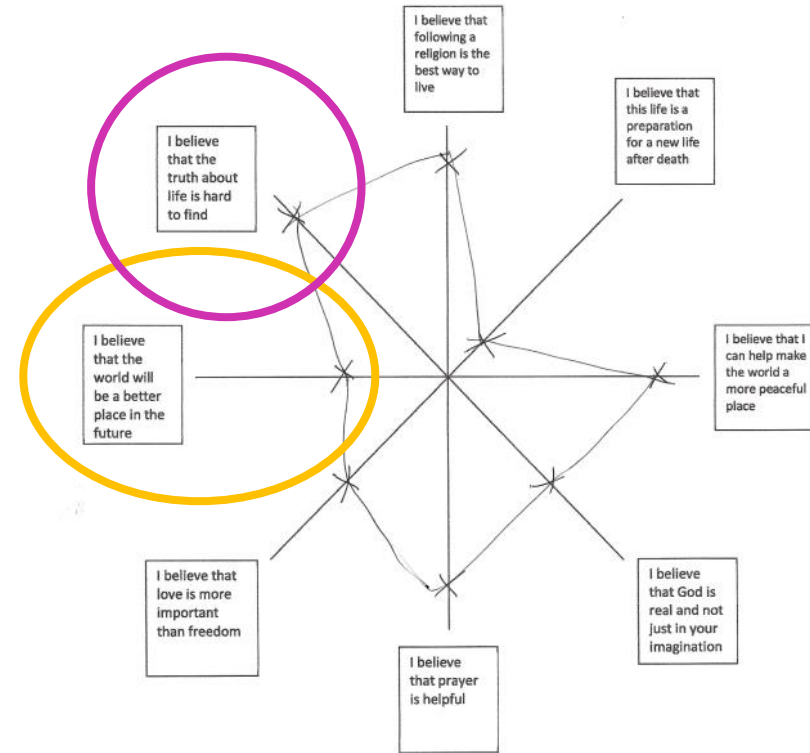 I believe that
following a
religion is the
best way to
live
I believe that
this life is a
preparation
for a new life
after death
I believe
that the
truth about
life is hard
to find
I believe
that the
world will
be a better
place in the
future
I believe that I
can help make
the world a
more peaceful
place
I believe that
love is more
important
than freedom
I believe
that God is
real and not
just in your
imagination
I believe
that prayer
is helpful